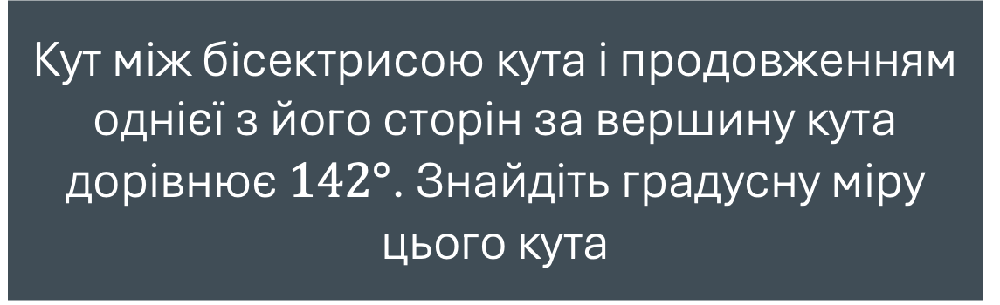 Кут між бісектрисою кута і продовженням
однієї з його сторін за вершину кута
дорівнює 142°. Знайдіть градусну міру
цього кута